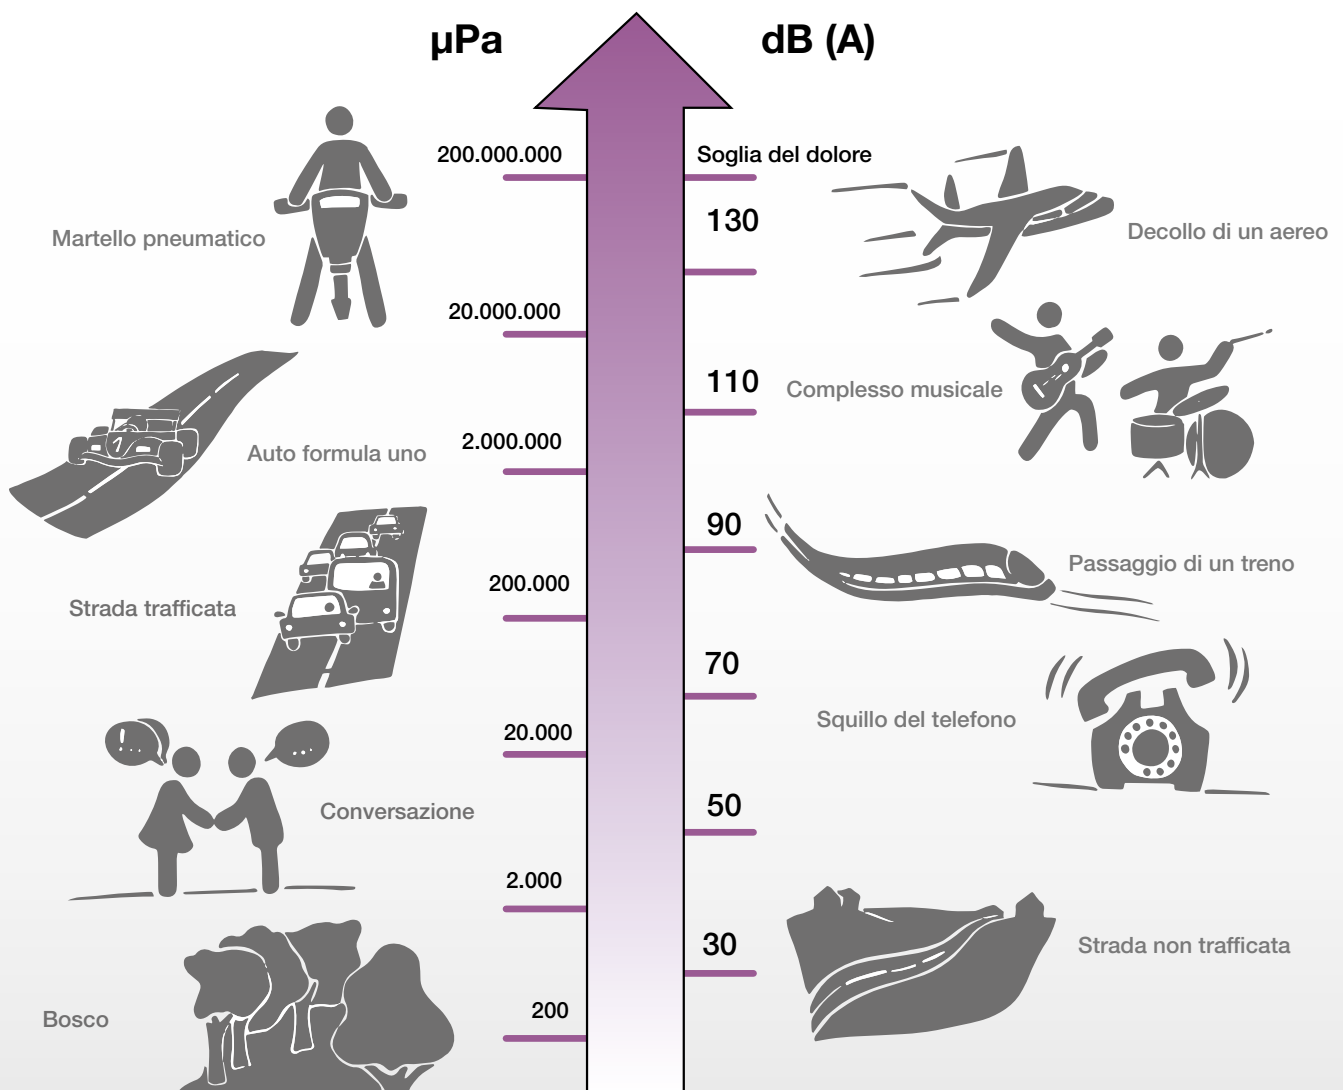 µPa
dB (A)
200.000.000
Soglia del dolore
130
Martello pneumatico
Decollo di un aereo
20.000.000
110
Complesso musicale
2.000.000
Auto formula uno
1
90
Passaggio di un treno
200.000
Strada trafficata
70
Squillo del telefono
20.000
! ...
...
50
Conversazione
2.000
30
Strada non trafficata
200
Bosco